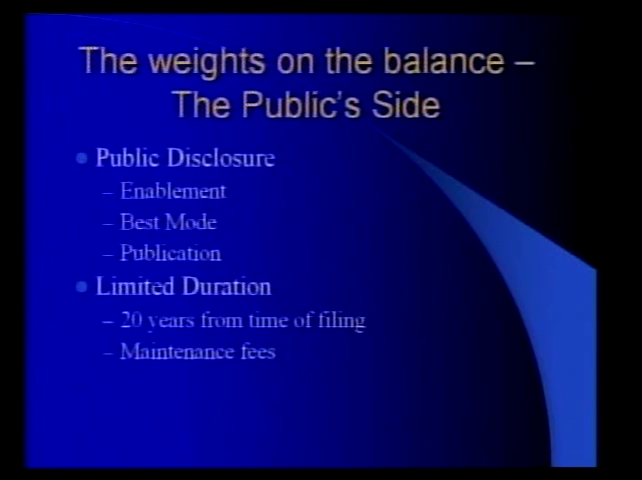 The weights on the balance –
The Public's Side
• Public Disclosure
– Enablement
– Best Mode
– Publication
• Limited Duration
– 20 years from time of filing
– Maintenance fees